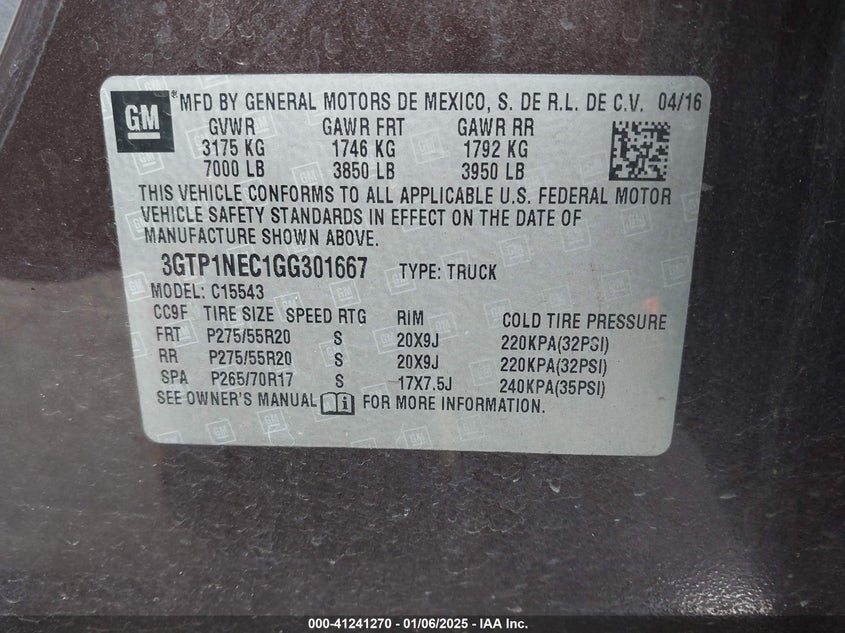 GM
® MFD BY GENERAL MOTORS DE MEXICO, S. DE R.L. DE C.V. 04/16
GVWR GAWR FRT GAWR RR
3175 KG 1746 KG 1792 KG
7000 LB 3850 LB 3950 LB
THIS VEHICLE CONFORMS TO ALL APPLICABLE U.S. FEDERAL MOTOR
VEHICLE SAFETY STANDARDS IN EFFECT ON THE DATE OF
MANUFACTURE SHOWN ABOVE.
3GTP1NEC1GG301667 TYPE: TRUCK
MODEL: C15543
CC9F TIRE SIZE SPEED RTG RIM COLD TIRE PRESSURE
FRT P275/55R20 S 20X9J 220KPA(32PSI)
RR P275/55R20 S 20X9J 220KPA(32PSI)
SPA P265/70R17 S 17X7.5J 240KPA(35PSI)
SEE OWNER'S MANUAL i FOR MORE INFORMATION.
000-41241270 - 01/06/2025 - IAA Inc.